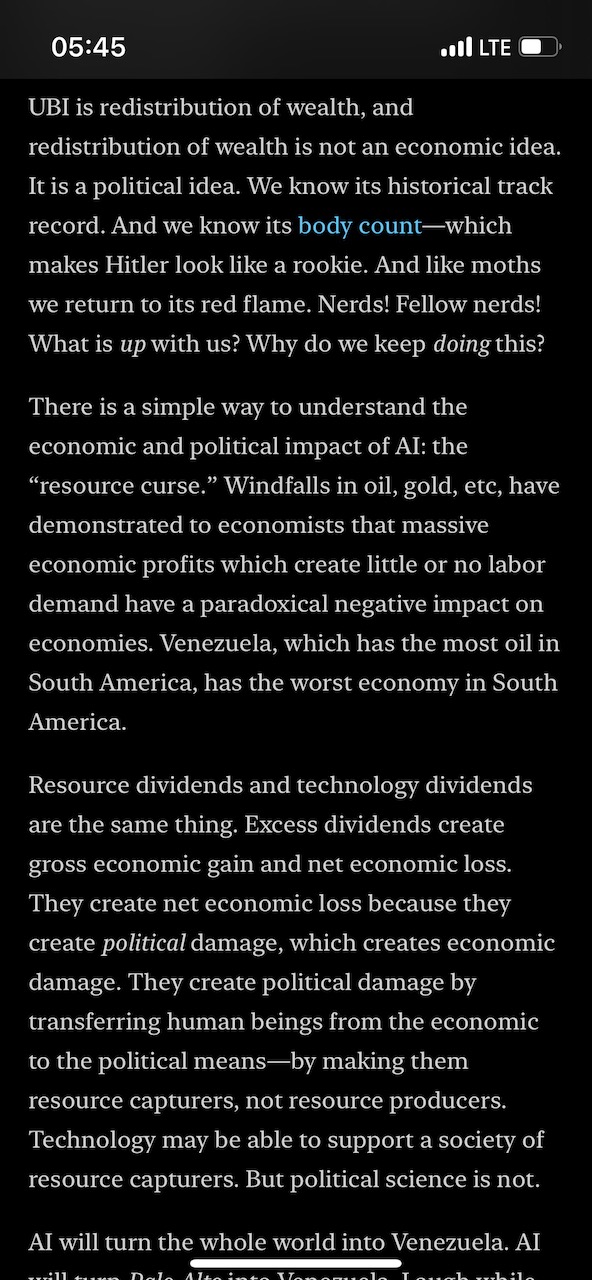 05:45
LTE
UBI is redistribution of wealth, and
redistribution of wealth is not an economic idea.
It is a political idea. We know its historical track
record. And we know its body count—which
makes Hitler look like a rookie. And like moths
we return to its red flame. Nerds! Fellow nerds!
What is up with us? Why do we keep doing this?
There is a simple way to understand the
economic and political impact of AI: the
“resource curse.” Windfalls in oil, gold, etc, have
demonstrated to economists that massive
economic profits which create little or no labor
demand have a paradoxical negative impact on
economies. Venezuela, which has the most oil in
South America, has the worst economy in South
America.
Resource dividends and technology dividends
are the same thing. Excess dividends create
gross economic gain and net economic loss.
They create net economic loss because they
create political damage, which creates economic
damage. They create political damage by
transferring human beings from the economic
to the political means—by making them
resource capturers, not resource producers.
Technology may be able to support a society of
resource capturers. But political science is not.
AI will turn the whole world into Venezuela. AI
will turn Palo Alto into Venezuela. Laugh while